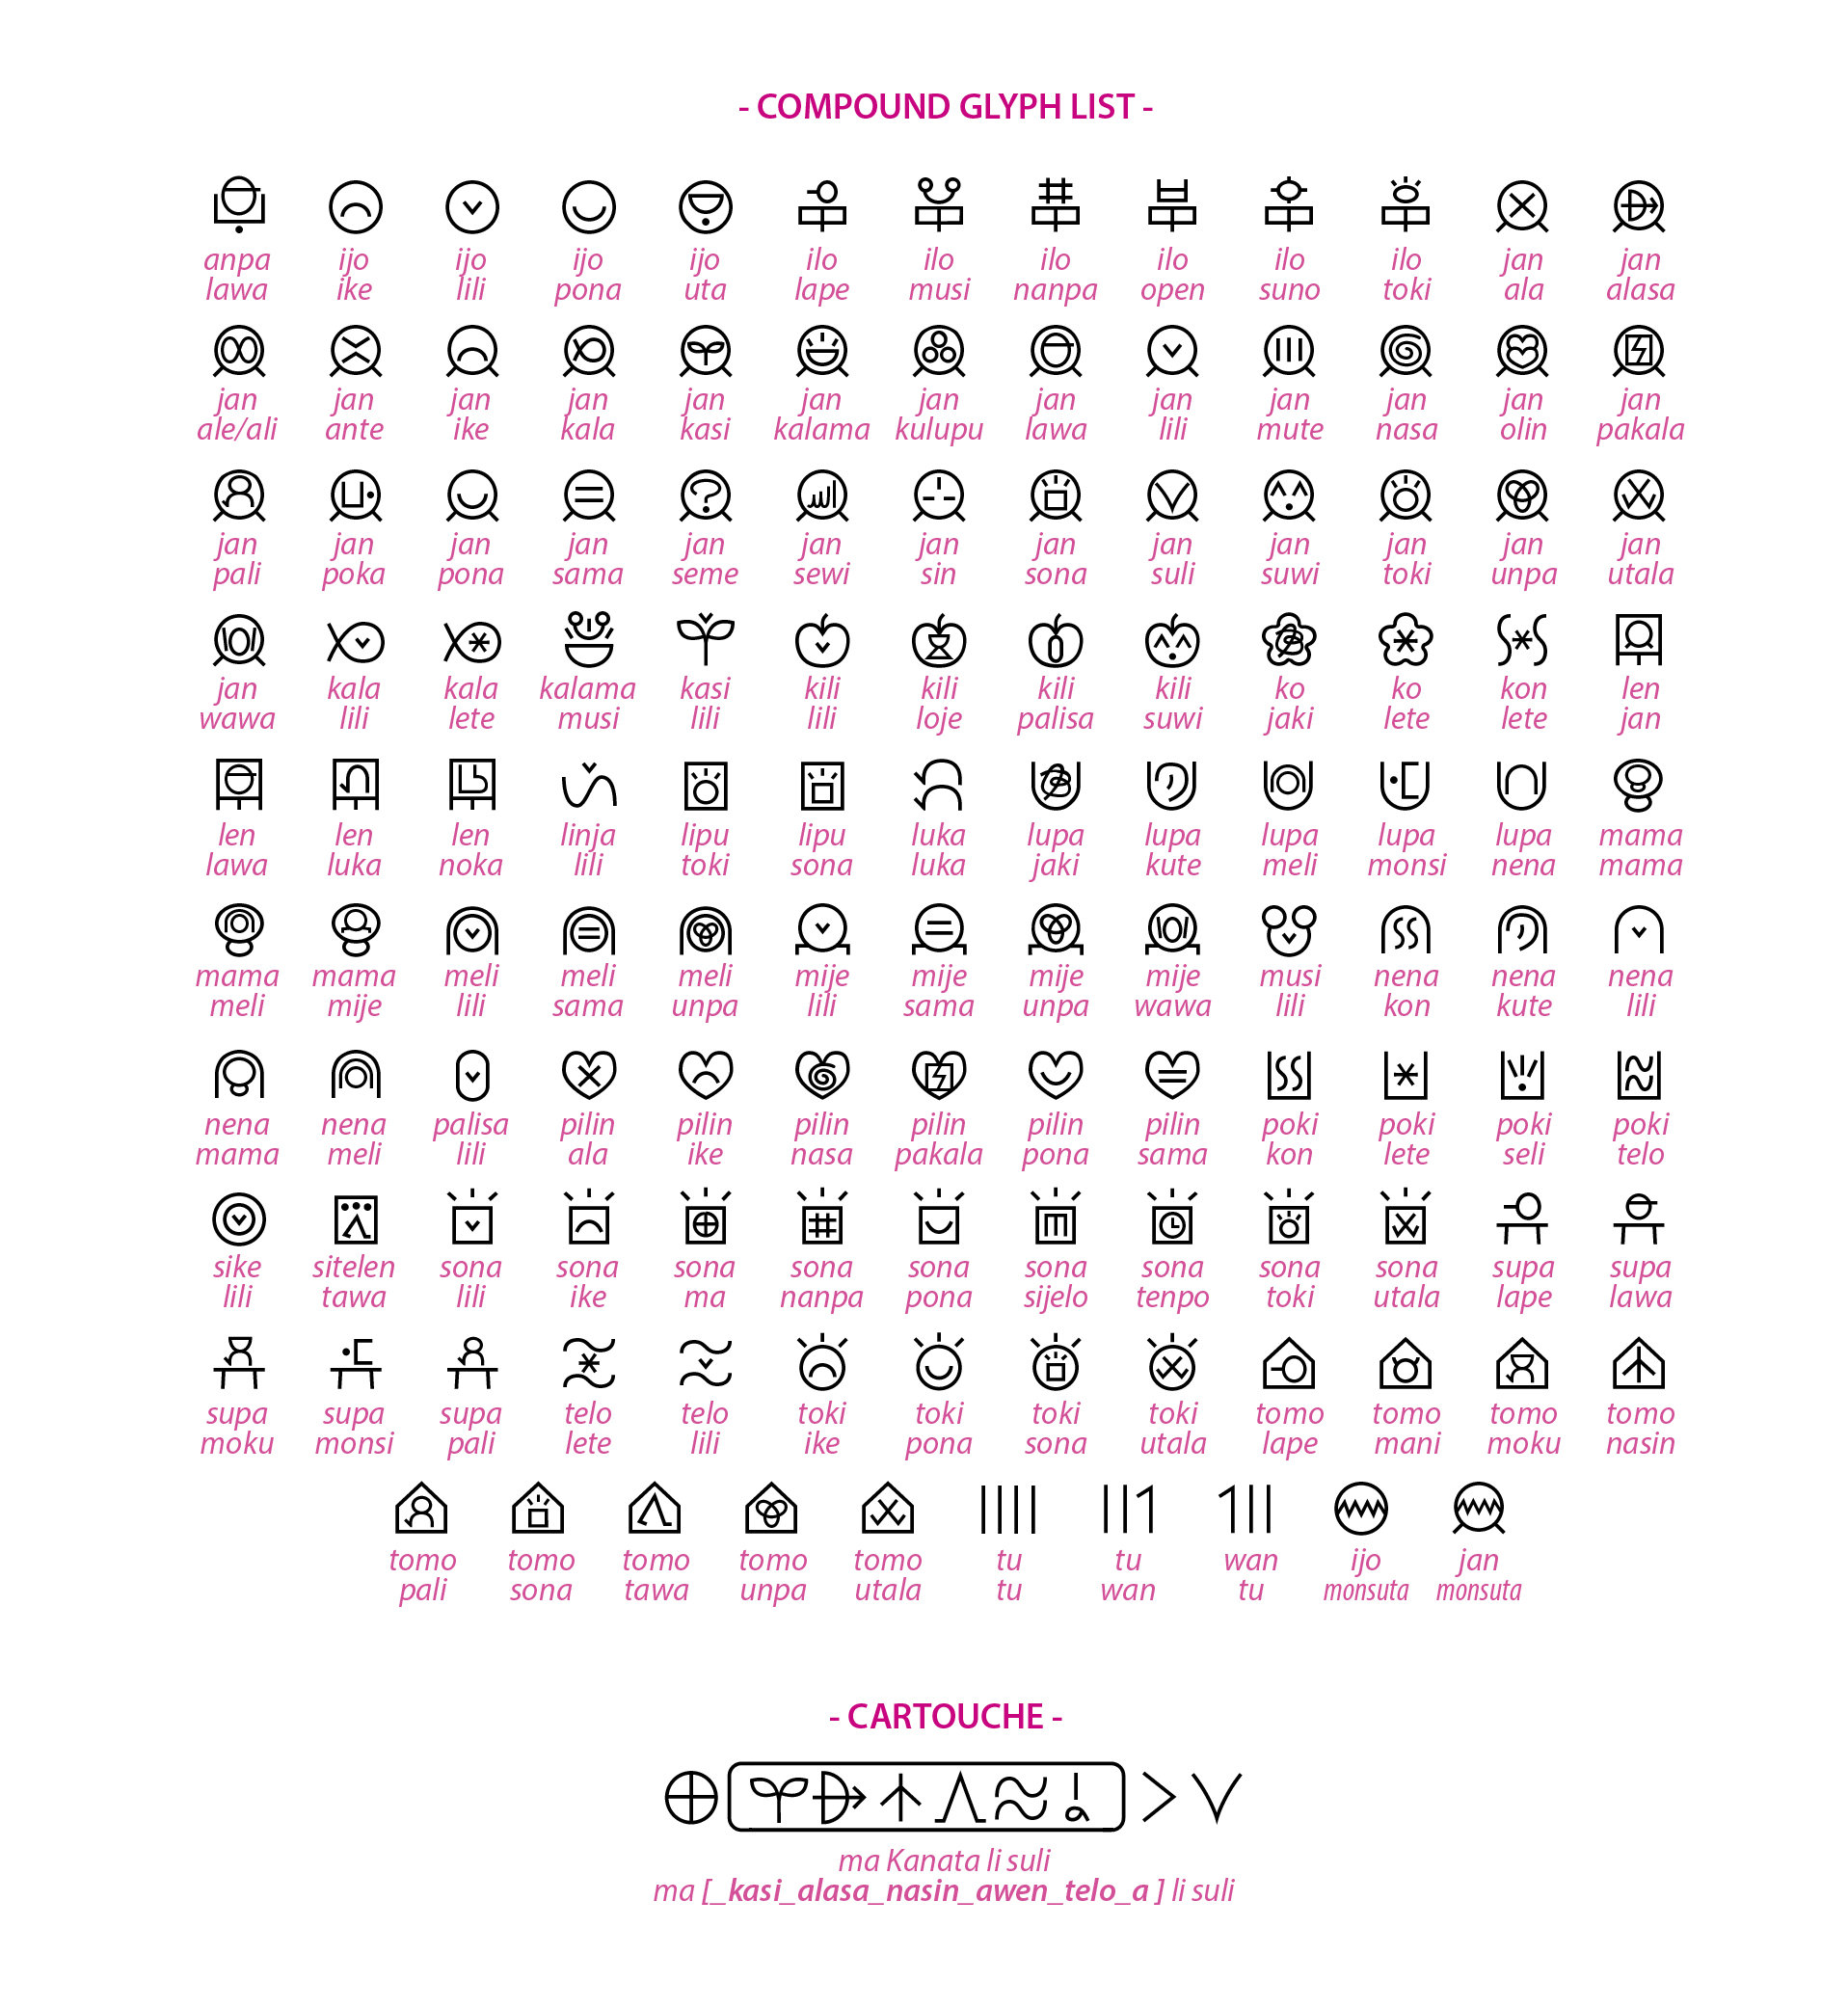 - COMPOUND GLYPH LIST -
anpa ijo ijo ijo ijo ilo ilo ilo ilo ilo ilo jan jan
lawa ike lili pona uta lape musi nanpa open suno toki ala alasa
jan jan jan jan jan jan jan jan jan jan jan jan jan
ale/ali ante ike kala kasi kalama kulupu lawa lili mute nasa olin pakala
jan jan jan jan jan jan jan jan jan jan jan jan jan
pali poka pona sama seme sewi sin sona suli suwi toki unpa utala
jan kala kala kalama kasi kili kili kili kili ko ko kon len
wawa lili lete musi lili lili loje palisa suwi jaki lete lete jan
len len len linja lipu lipu luka lupa lupa lupa lupa lupa mama
lawa luka noka lili toki sona luka jaki kute meli monsi nena mama
mama mama meli meli meli mije mije mije mije musi nena nena nena
meli mije lili sama unpa lili sama unpa wawa lili kon kute lili
nena nena palisa pilin pilin pilin pilin pilin pilin poki poki poki poki
mama meli lili ala ike nasa pakala pona sama kon lete seli telo
sike sitelen sona sona sona sona sona sona sona sona sona supa supa
lili tawa lili ike ma nanpa pona sijelo tenpo toki utala lape lawa
supa supa supa telo telo toki toki toki toki tomo tomo tomo tomo
moku monsi pali lete lili ike pona sona utala lape mani moku nasin
tomo tomo tomo tomo tomo tu tu wan ijo jan
pali sona tawa unpa utala tu wan tu monsuta monsuta
- CARTOUCHE -
ma Kanata li suli
ma [_kasi_alasa_nasin_awen_telo_a ] li suli